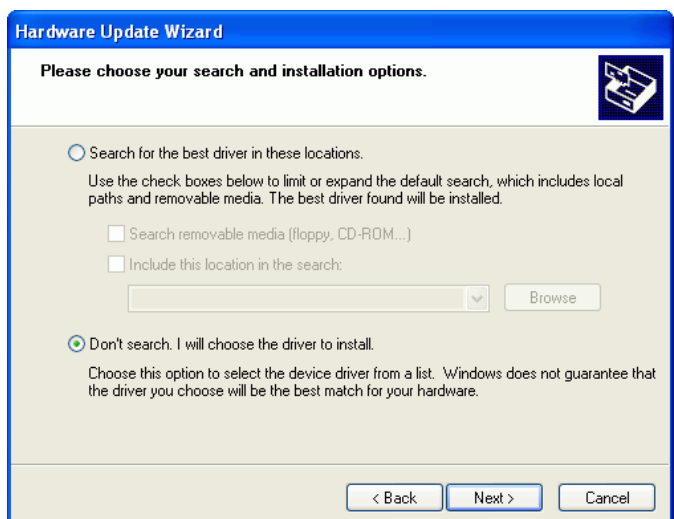 Hardware Update Wizard
Please choose your search and installation options.
Search for the best driver in these locations.
Use the check boxes below to limit or expand the default search, which includes local
paths and removable media. The best driver found will be installed.
Search removable media (floppy, CD-ROM...)
Include this location in the search:
Browse
Don't search. I will choose the driver to install.
Choose this option to select the device driver from a list. Windows does not guarantee that
the driver you choose will be the best match for your hardware.
< Back Next > Cancel